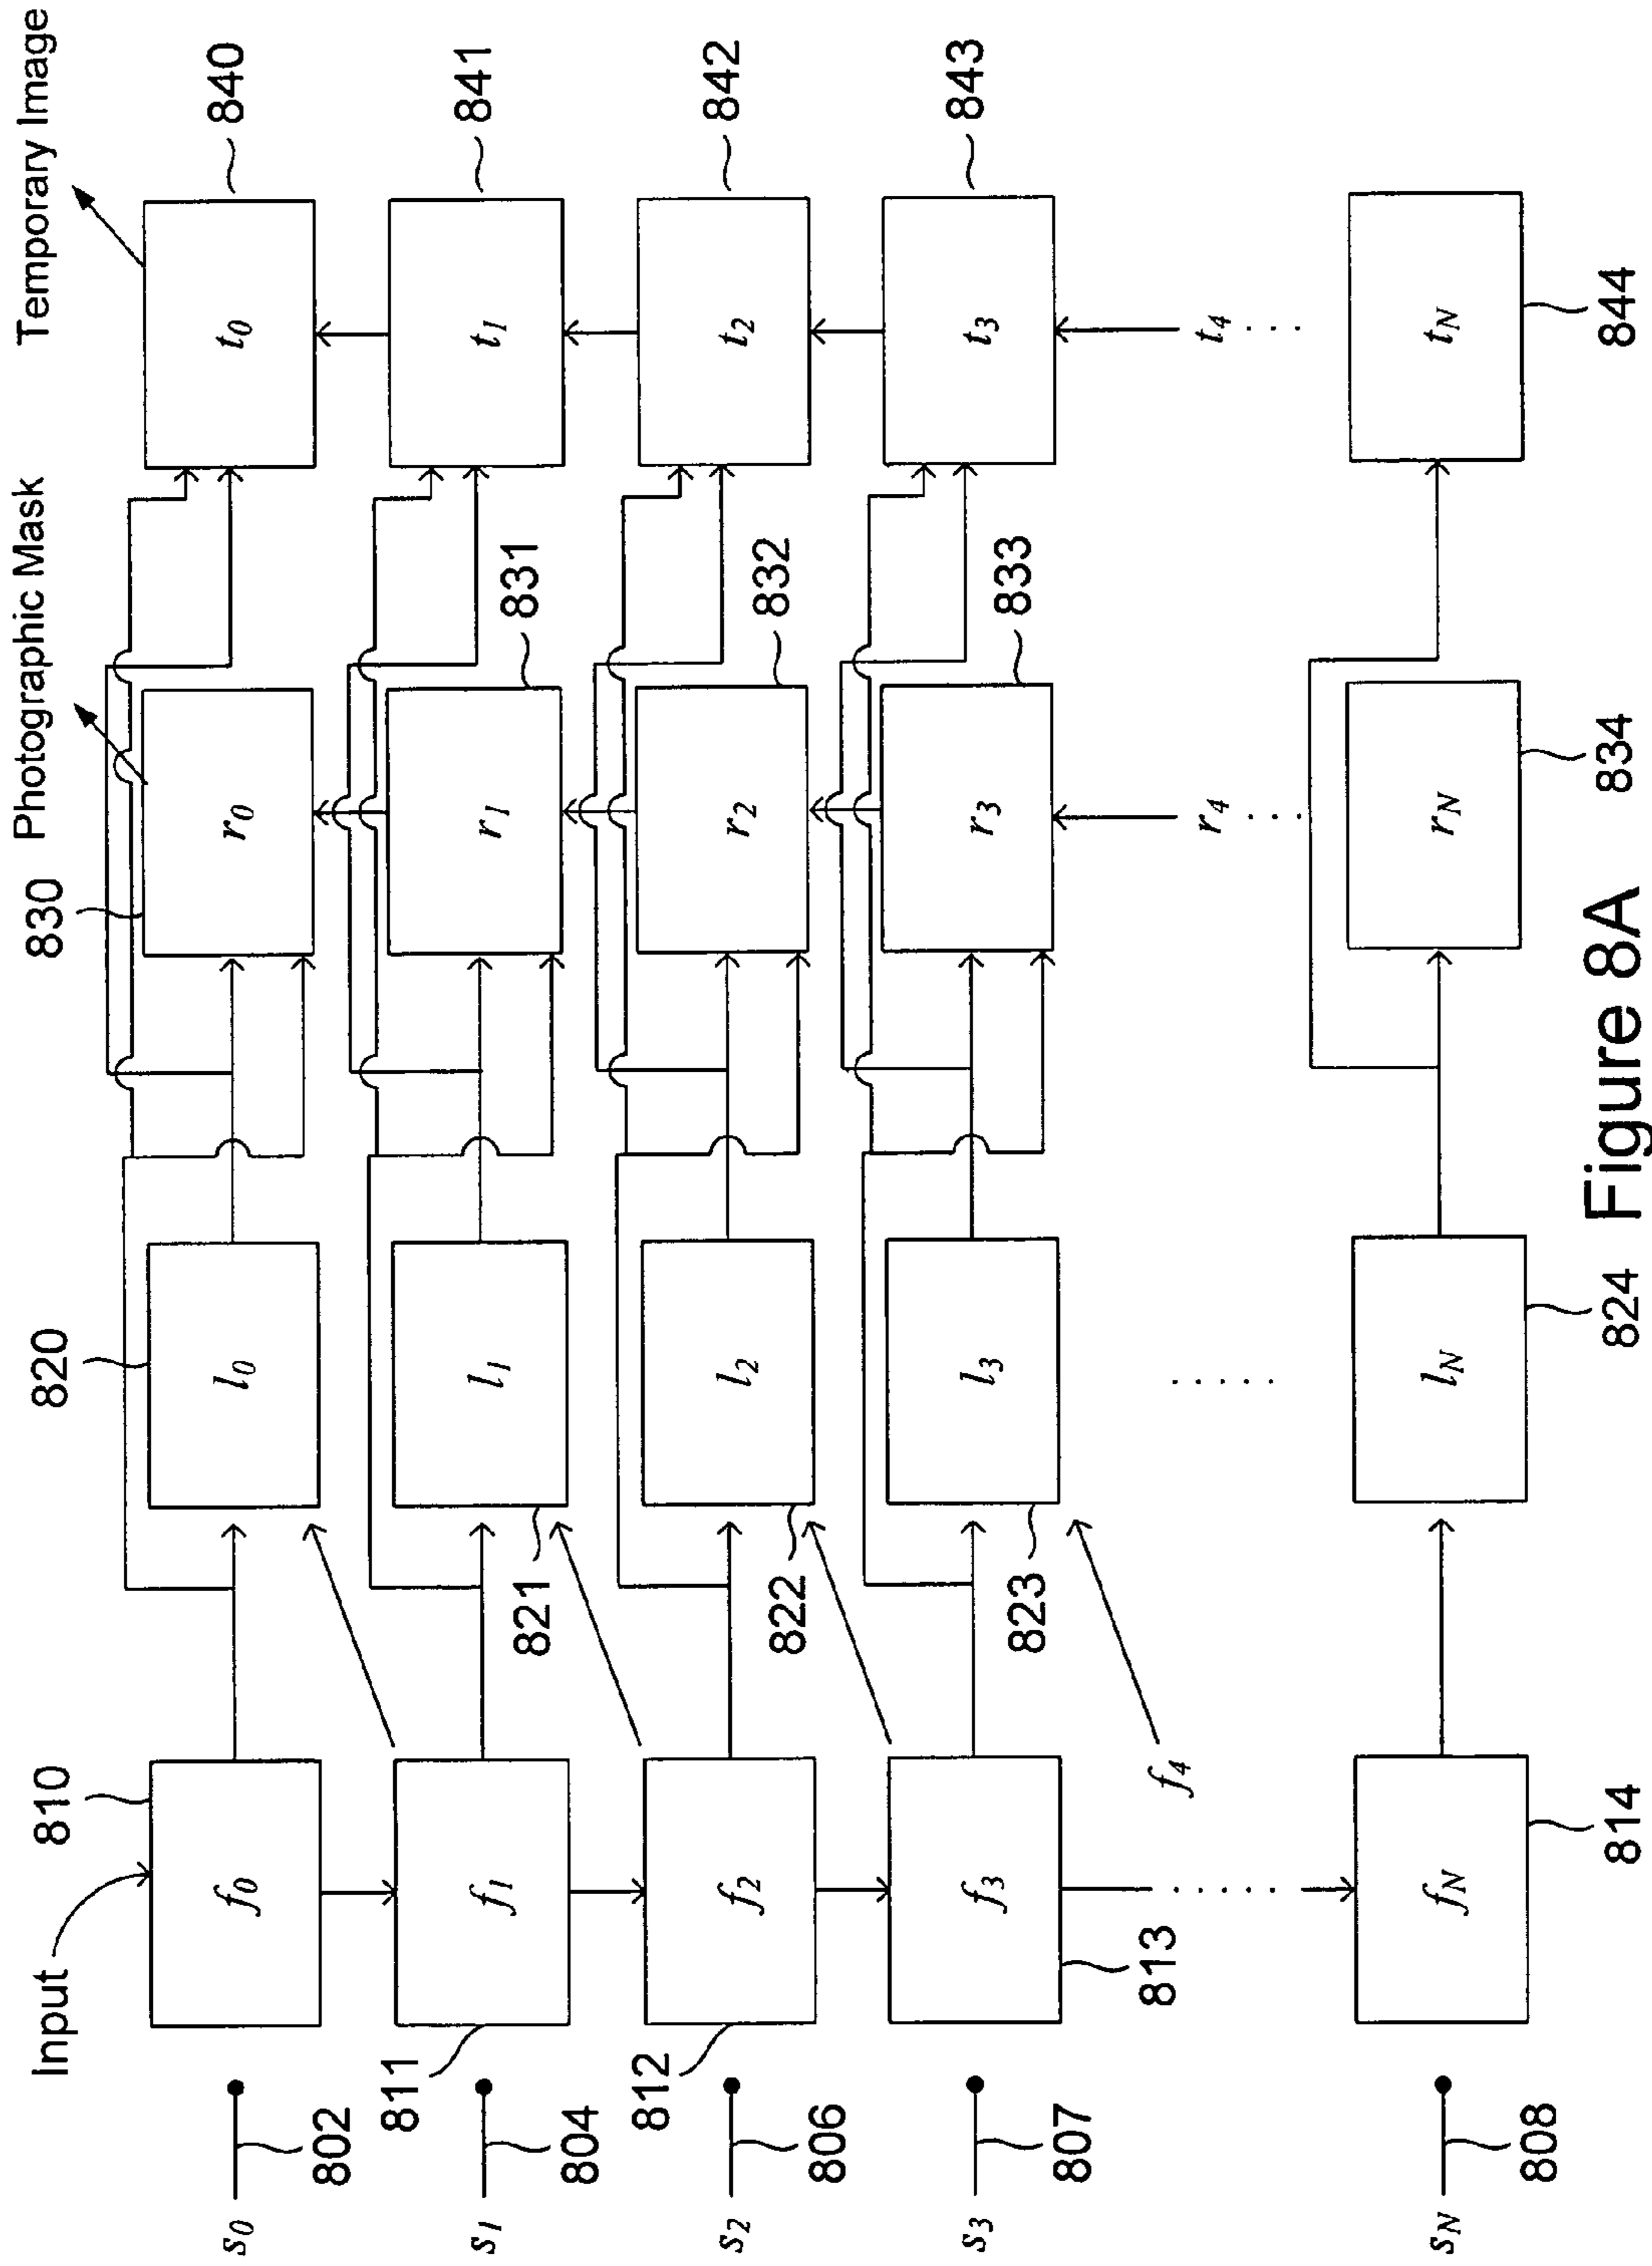 s0 s1 s2 s3 sN
802 804 806 807 808
Input
810
811
812
813
814
f0 f1 f2 f3 fN
f4
820
821
822
823
824
l0 l1 l2 l3 . . . . . lN
830 Photographic Mask
831
832
833
834
r0 r1 r2 r3 r4 . . . rN
Temporary Image
840
841
842
843
844
t0 t1 t2 t3 t4 . . . tN
Figure 8A